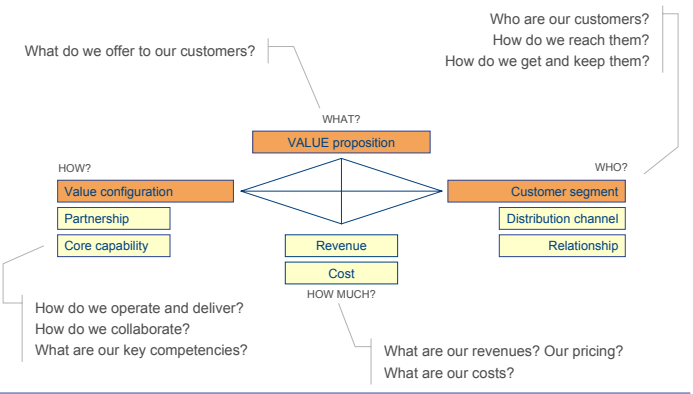 Who are our customers?
What do we offer to our customers?
How do we reach them?
How do we get and keep them?
WHAT?
VALUE proposition
HOW?
WHO?
Value configuration
Customer segment
Partnership
Distribution channel
Core capability
Revenue
Relationship
Cost
HOW MUCH?
How do we operate and deliver?
How do we collaborate?
What are our key competencies?
What are our revenues? Our pricing?
What are our costs?